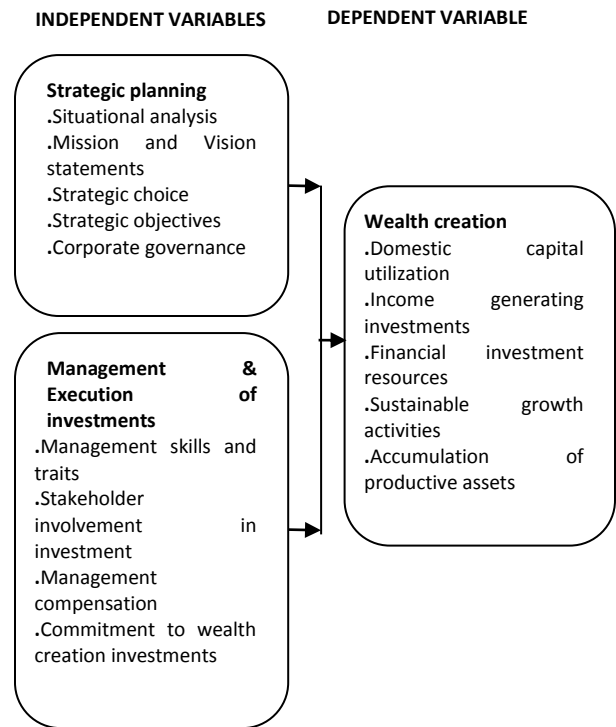 INDEPENDENT VARIABLES
DEPENDENT VARIABLE
Strategic planning
.Situational analysis
.Mission and Vision
statements
.Strategic choice
.Strategic objectives
.Corporate governance
Management &
Execution of
investments
.Management skills and
traits
.Stakeholder
involvement in
investment
.Management
compensation
.Commitment to wealth
creation investments
Wealth creation
.Domestic capital
utilization
.Income generating
investments
.Financial investment
resources
.Sustainable growth
activities
.Accumulation of
productive assets